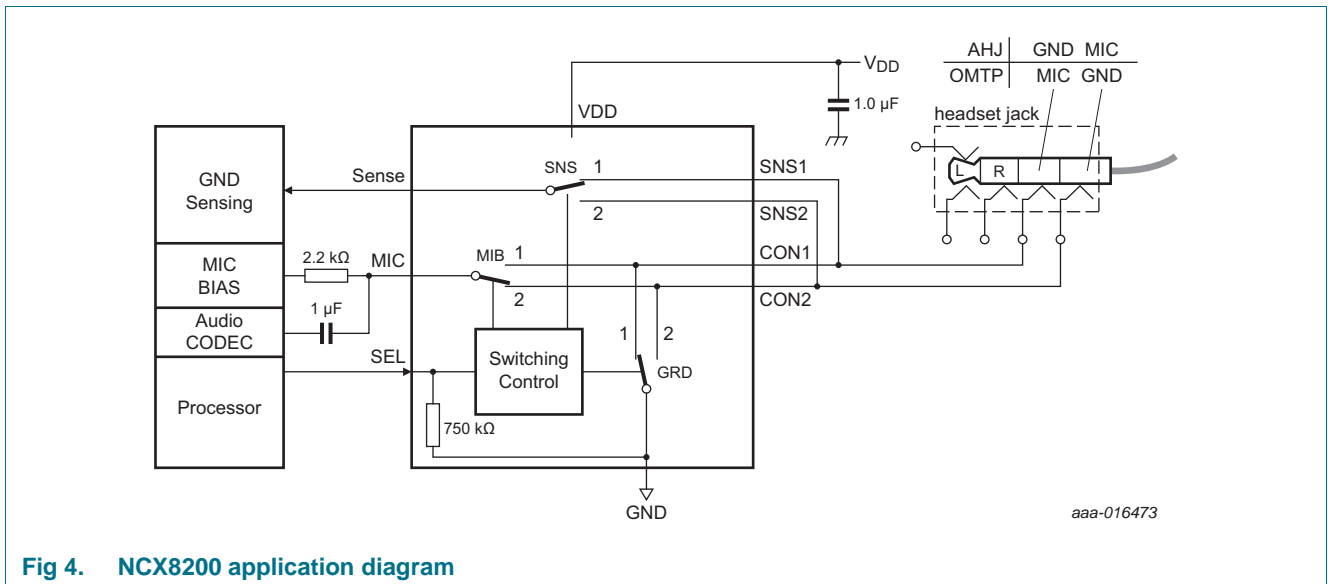 AHJ GND MIC
OMTP MIC GND
VDD
1.0 µF
headset jack
L R
VDD
GND
Sensing
Sense
SNS 1
2
SNS1
SNS2
MIC
BIAS
2.2 kΩ
MIC
MIB 1
2
CON1
CON2
Audio
CODEC
1 µF
1 2
SEL
Switching
Control
GRD
Processor
750 kΩ
GND
aaa-016473
Fig 4. NCX8200 application diagram